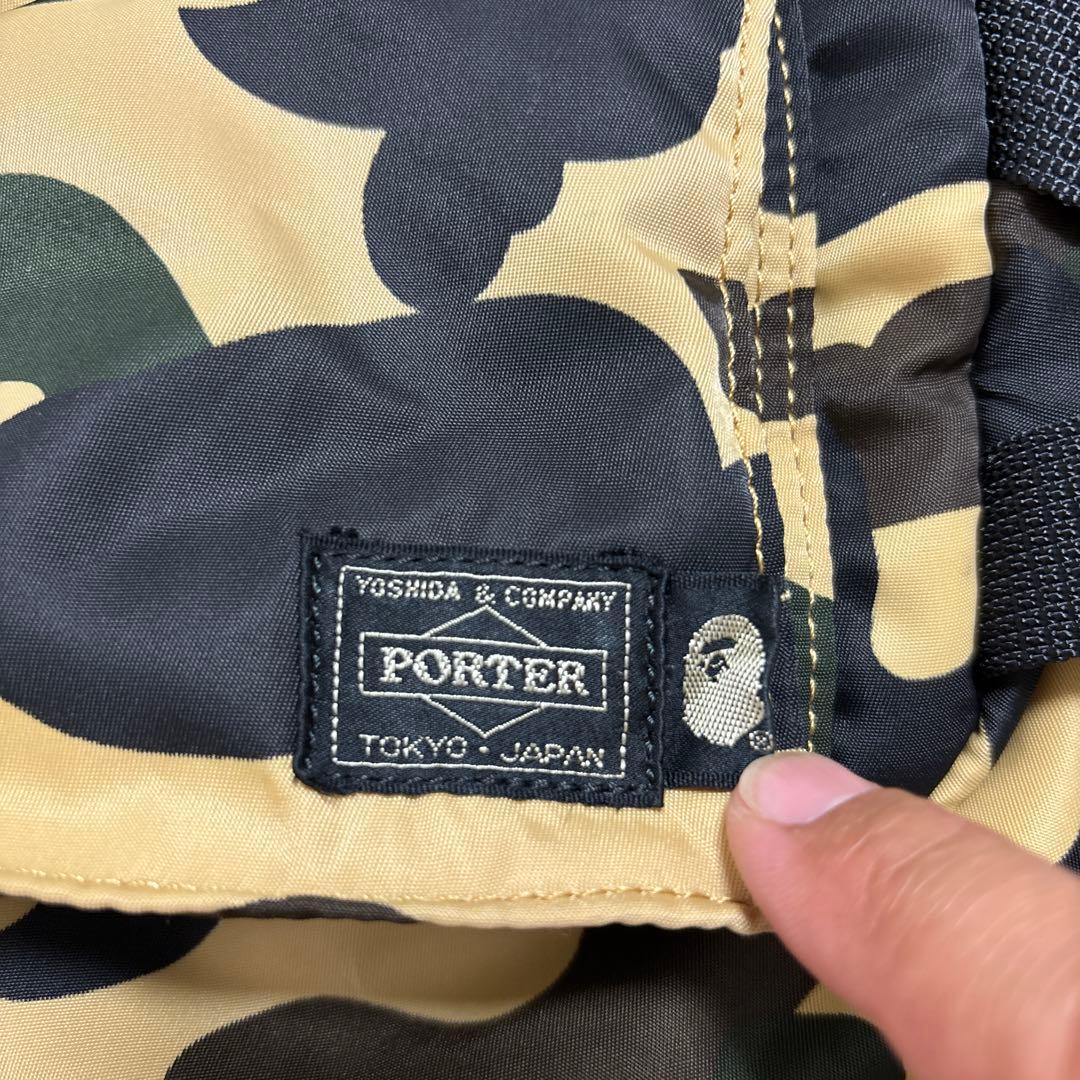 YOSHIDA & COMPANY
PORTER
TOKYO · JAPAN
®